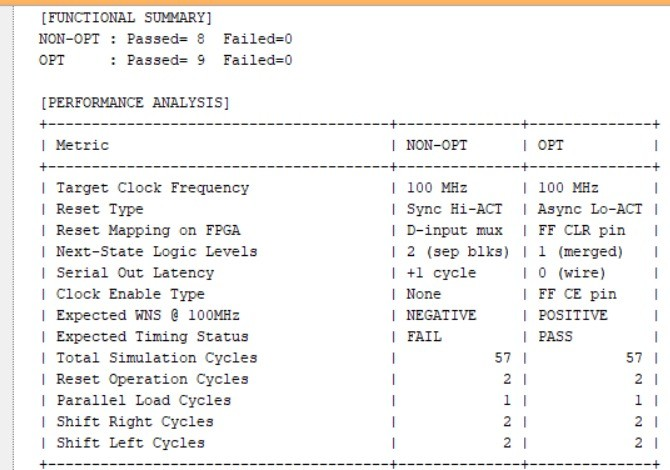 [FUNCTIONAL SUMMARY]
NON-OPT : Passed= 8  Failed=0
OPT     : Passed= 9  Failed=0
[PERFORMANCE ANALYSIS]
+----------------------------------------+---------------+---------------+
| Metric | NON-OPT | OPT |
+----------------------------------------+---------------+---------------+
| Target Clock Frequency | 100 MHz | 100 MHz |
| Reset Type | Sync Hi-ACT | Async Lo-ACT |
| Reset Mapping on FPGA | D-input mux | FF CLR pin |
| Next-State Logic Levels | 2 (sep blks) | 1 (merged) |
| Serial Out Latency | +1 cycle | 0 (wire) |
| Clock Enable Type | None | FF CE pin |
| Expected WNS @ 100MHz | NEGATIVE | POSITIVE |
| Expected Timing Status | FAIL | PASS |
| Total Simulation Cycles | 57 | 57 |
| Reset Operation Cycles | 2 | 2 |
| Parallel Load Cycles | 1 | 1 |
| Shift Right Cycles | 2 | 2 |
| Shift Left Cycles | 2 | 2 |
+----------------------------------------+---------------+---------------+